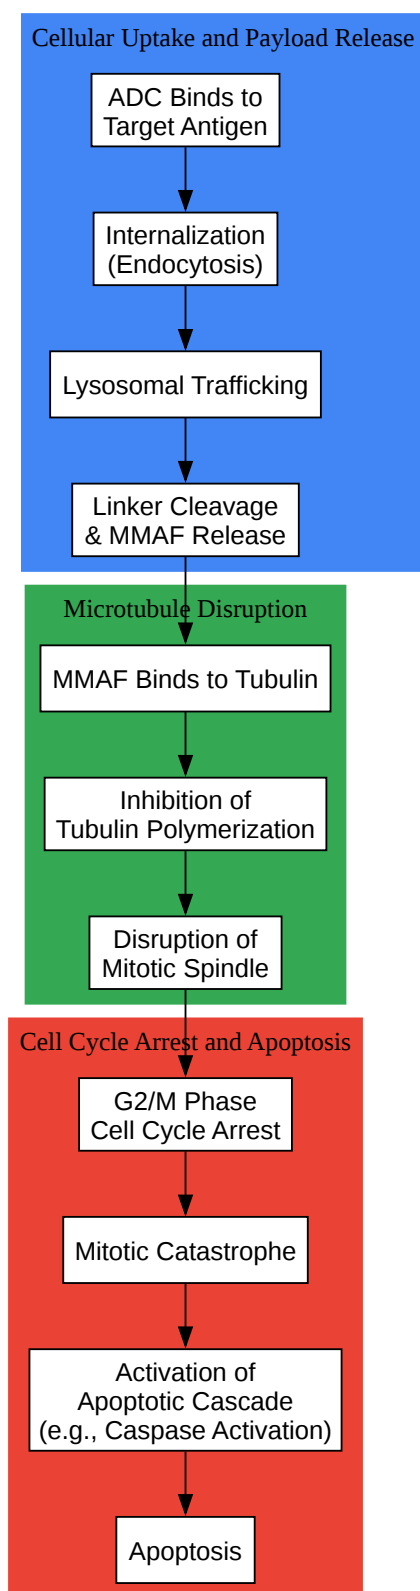 Cellular Uptake and Payload Release
ADC Binds to
Target Antigen
Internalization
(Endocytosis)
Lysosomal Trafficking
Linker Cleavage
& MMAF Release
Microtubule Disruption
MMAF Binds to Tubulin
Inhibition of
Tubulin Polymerization
Disruption of
Mitotic Spindle
Cell Cycle Arrest and Apoptosis
G2/M Phase
Cell Cycle Arrest
Mitotic Catastrophe
Activation of
Apoptotic Cascade
(e.g., Caspase Activation)
Apoptosis